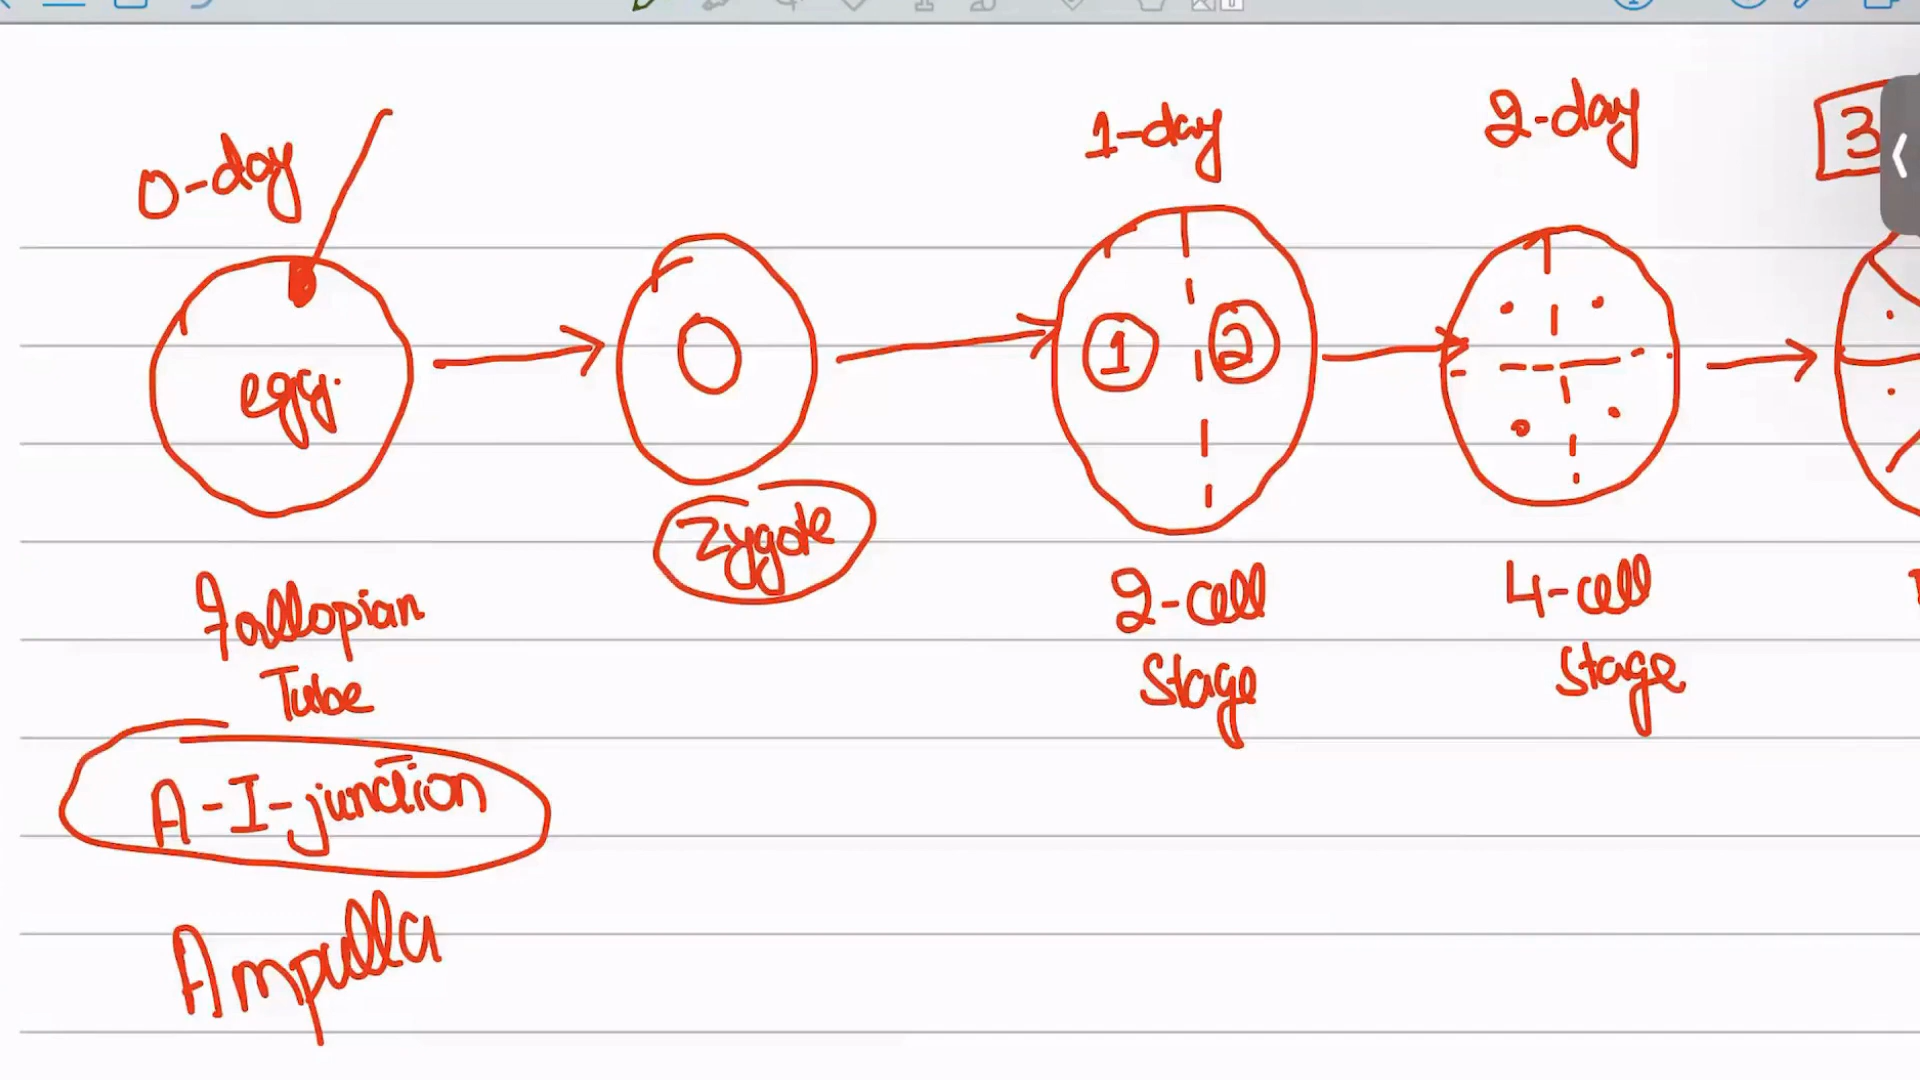 0-day
1-day
2-day
3
egg.
1
2
Zygote
2-cell
Stage
4-cell
Stage
Fallopian
Tube
A-I-junction
Ampulla